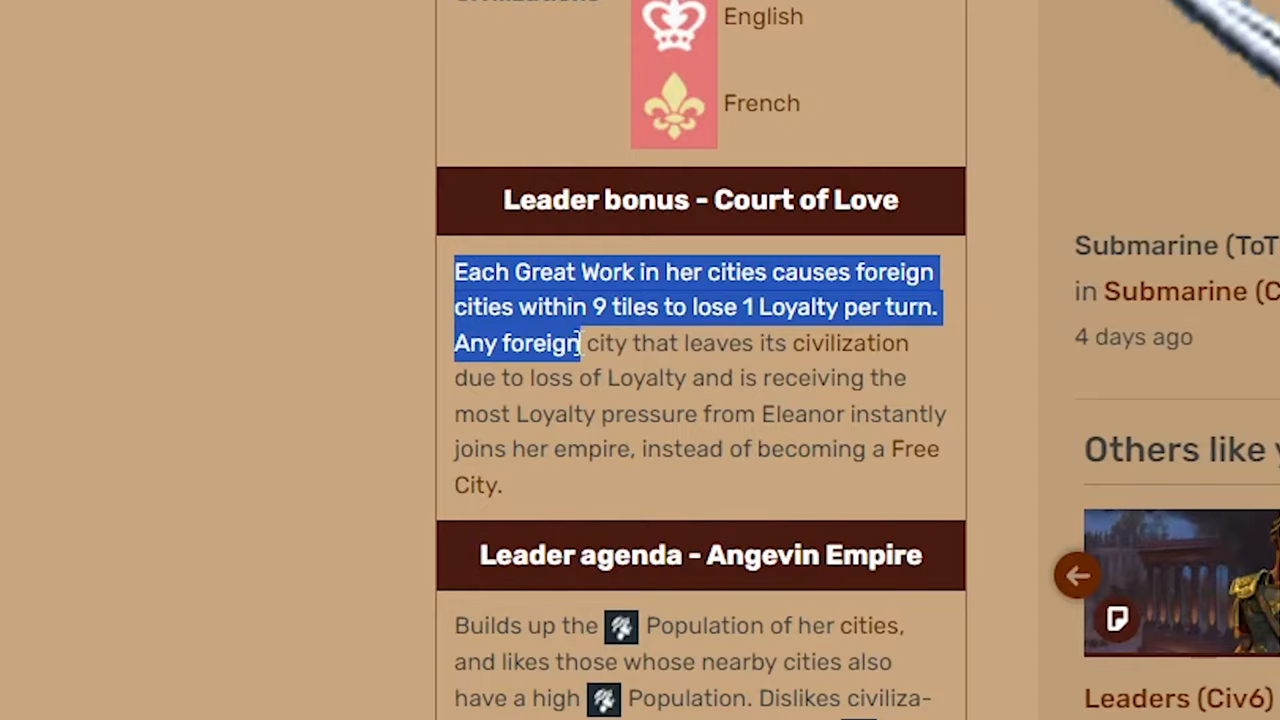 English
French
Leader bonus - Court of Love
Each Great Work in her cities causes foreign
cities within 9 tiles to lose 1 Loyalty per turn.
Any foreign city that leaves its civilization
due to loss of Loyalty and is receiving the
most Loyalty pressure from Eleanor instantly
joins her empire, instead of becoming a Free
City.
Leader agenda - Angevin Empire
Builds up the Population of her cities,
and likes those whose nearby cities also
have a high Population. Dislikes civiliza-
Submarine (ToT
in Submarine (C
4 days ago
Others like y
Leaders (Civ6)